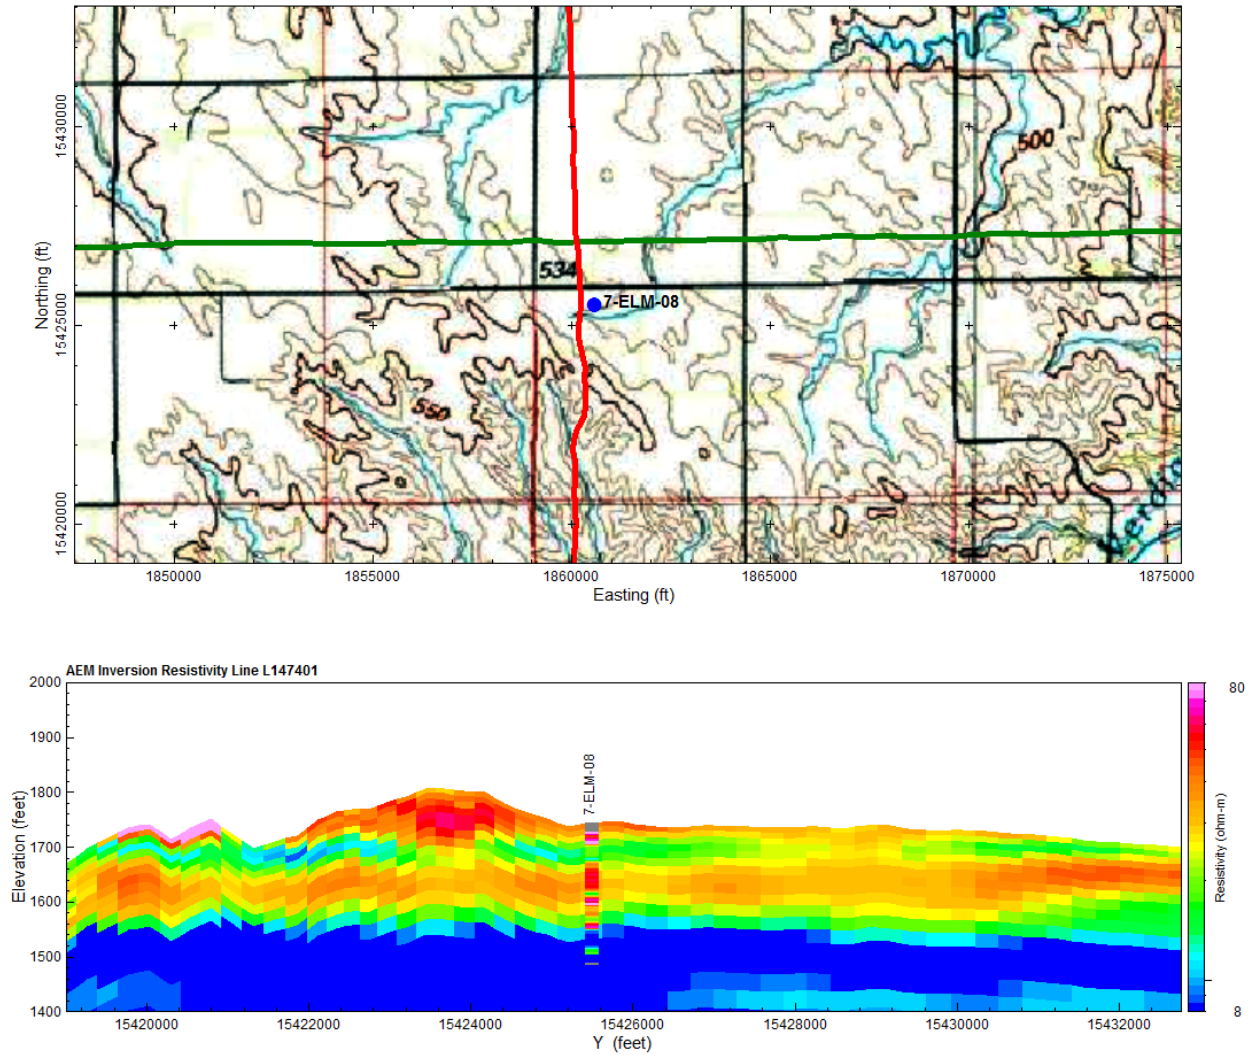 500
534
7-ELM-08
550
15430000
15425000
15420000
Northing (ft)
1850000 1855000 1860000 1865000 1870000 1875000
Easting (ft)
AEM Inversion Resistivity Line L147401
2000
1900
1800
1700
1600
1500
1400
Elevation (feet)
7-ELM-08
80
8
Resistivity (ohm-m)
15420000 15422000 15424000 15426000 15428000 15430000 15432000
Y (feet)